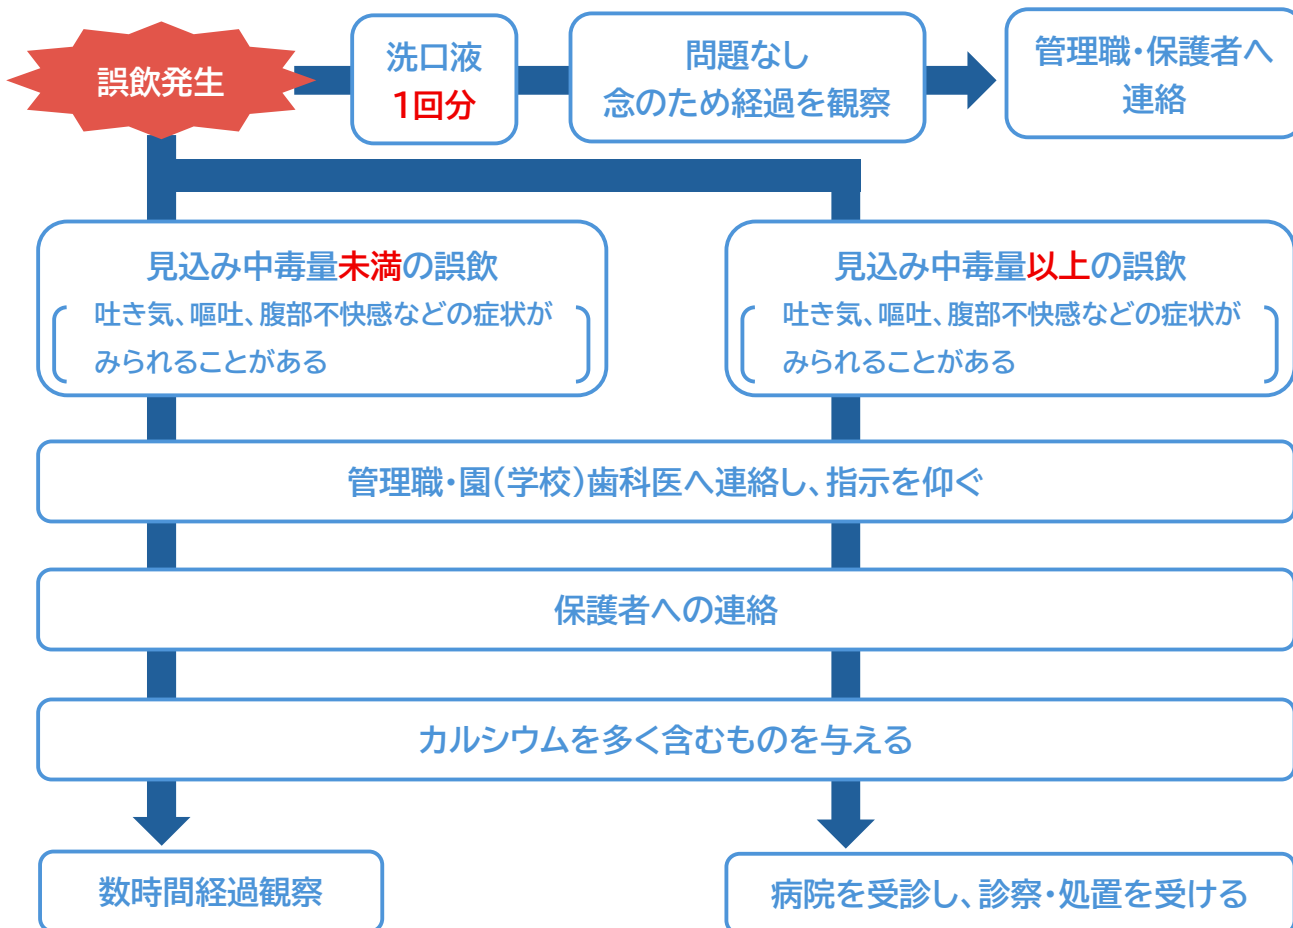 誤飲発生
洗口液
1回分
問題なし
念のため経過を観察
管理職・保護者へ
連絡
見込み中毒量未満の誤飲
吐き気、嘔吐、腹部不快感などの症状が
みられることがある
見込み中毒量以上の誤飲
吐き気、嘔吐、腹部不快感などの症状が
みられることがある
管理職・園(学校)歯科医へ連絡し、指示を仰ぐ
保護者への連絡
カルシウムを多く含むものを与える
数時間経過観察
病院を受診し、診察・処置を受ける